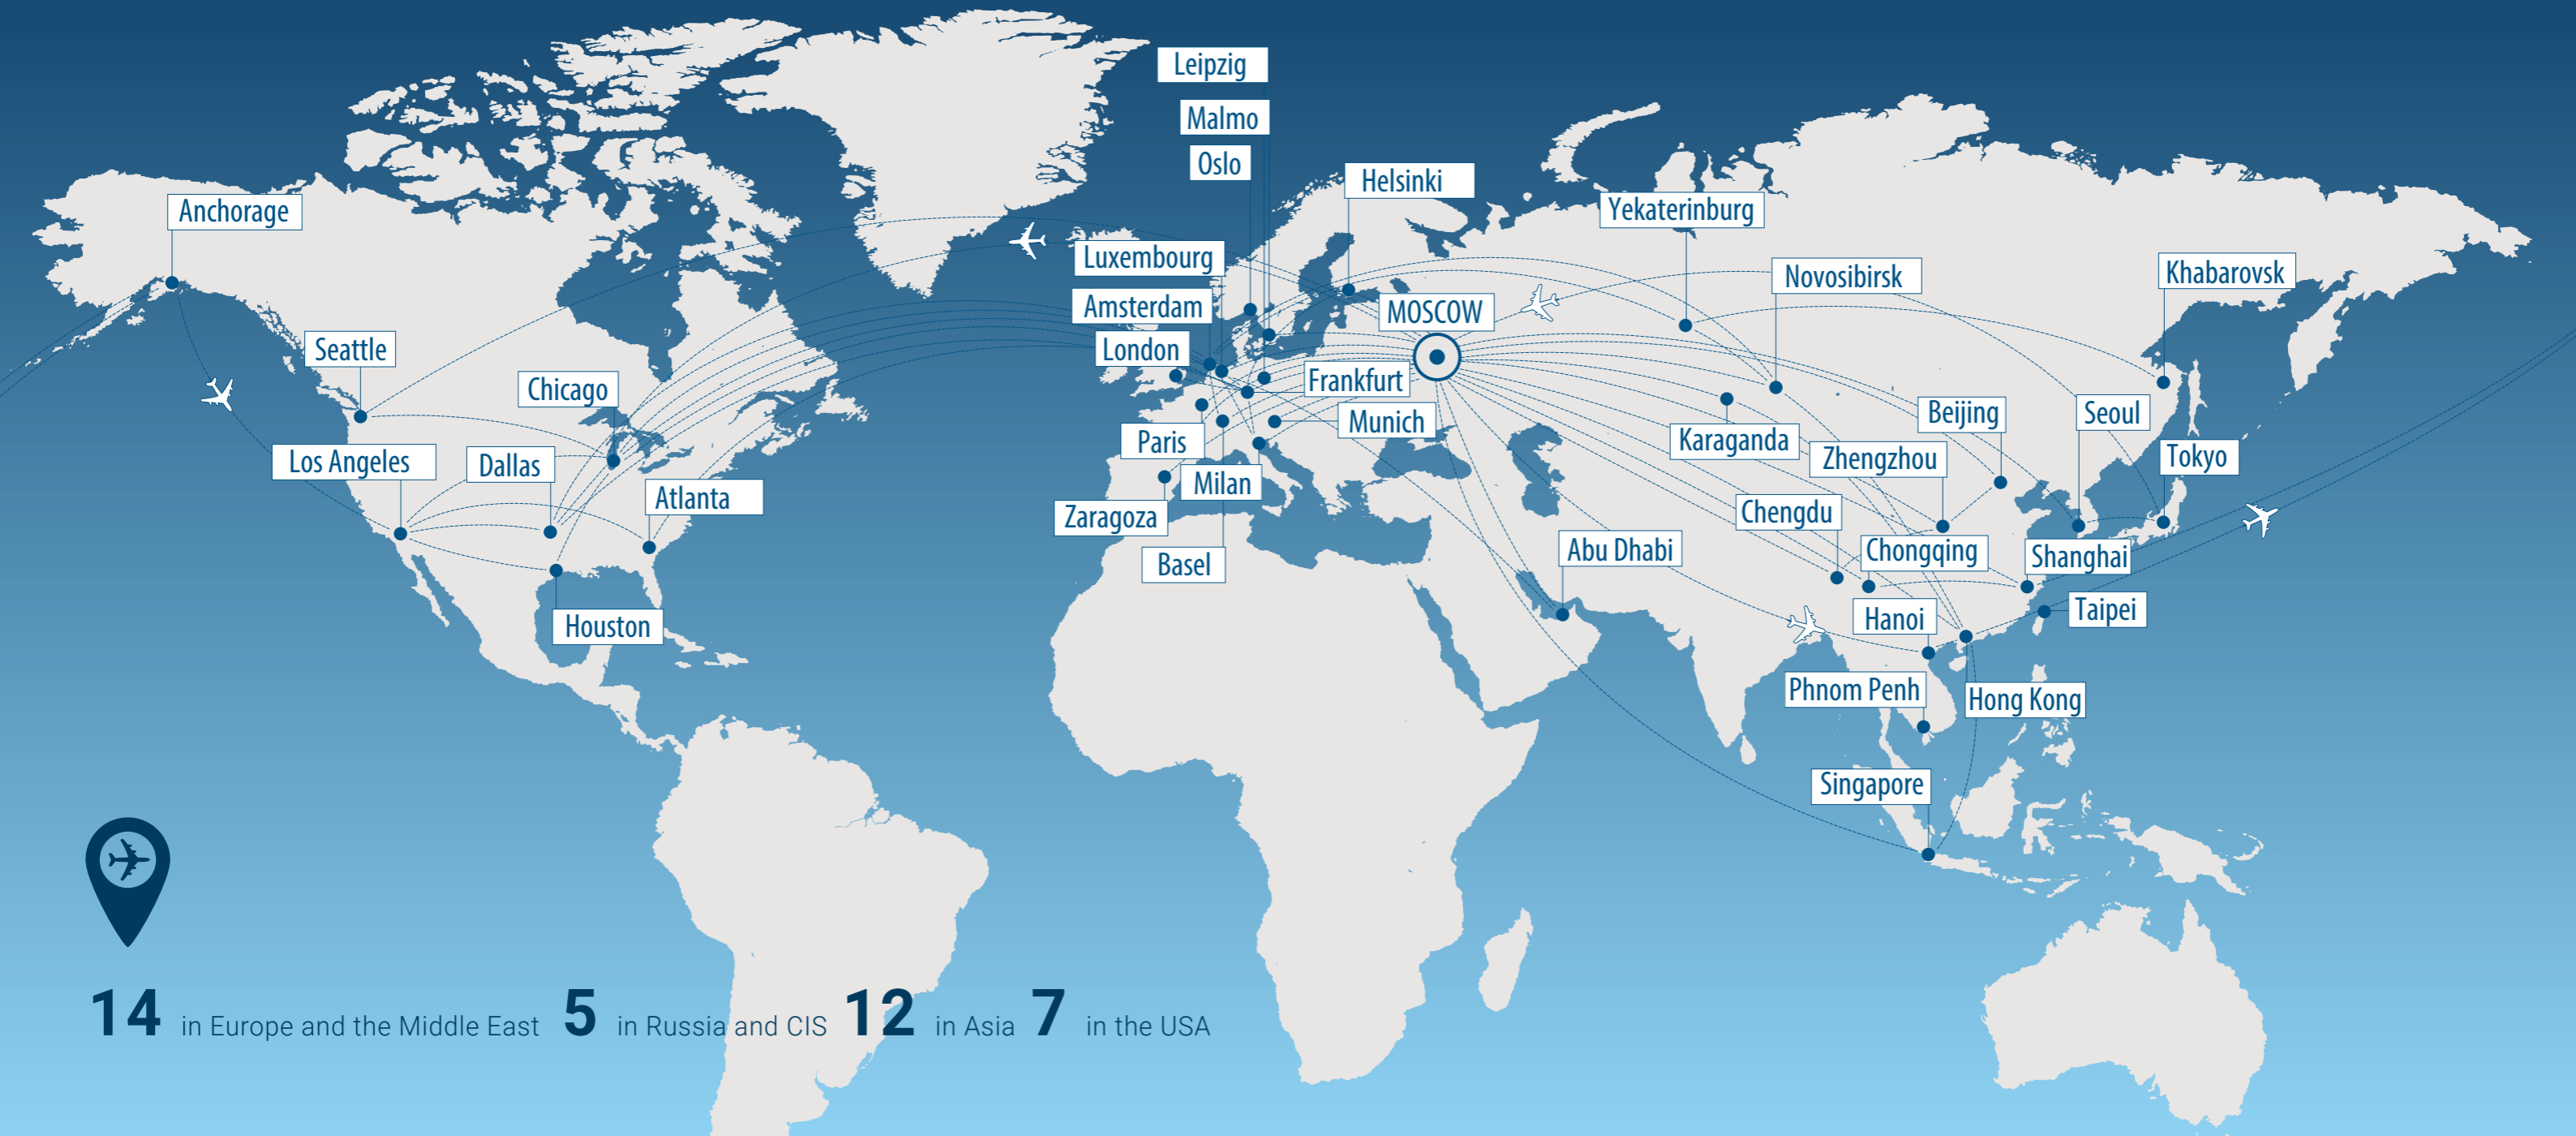 Leipzig
Malmo
Oslo
Helsinki
Anchorage
Yekaterinburg
Luxembourg
Novosibirsk
Khabarovsk
Amsterdam
MOSCOW
London
Seattle
Chicago
Frankfurt
Munich
Beijing
Seoul
Paris
Karaganda
Los Angeles
Dallas
Zhengzhou
Tokyo
Milan
Atlanta
Zaragoza
Chengdu
Basel
Abu Dhabi
Chongqing
Shanghai
Houston
Hanoi
Taipei
Phnom Penh
Hong Kong
Singapore
14 in Europe and the Middle East 5 in Russia and CIS 12 in Asia 7 in the USA